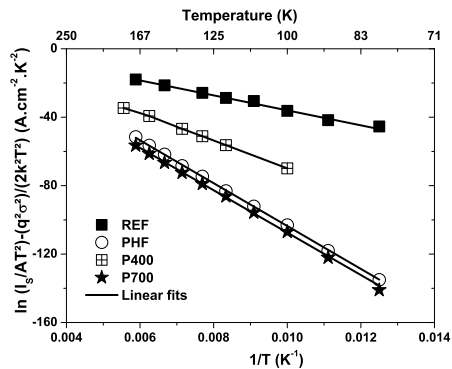 Temperature (K)
250 167 125 100 83 71
ln (I_S/AT²)-(q²σ²)/(2k²T²) (A.cm⁻².K⁻²)
0
-40
-80
-120
-160
REF
PHF
P400
P700
Linear fits
0.004 0.006 0.008 0.010 0.012 0.014
1/T (K⁻¹)